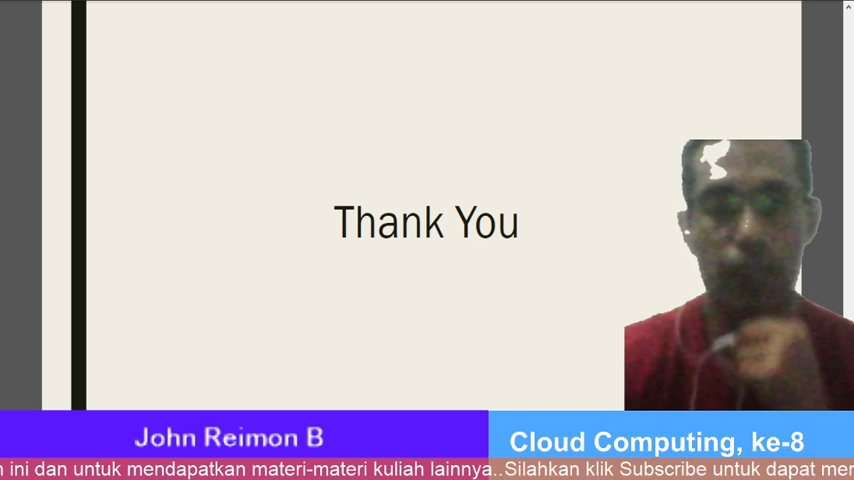 Thank You
John Reimon B
Cloud Computing, ke-8
ini dan untuk mendapatkan materi-materi kuliah lainnya..Silahkan klik Subscribe untuk dapat